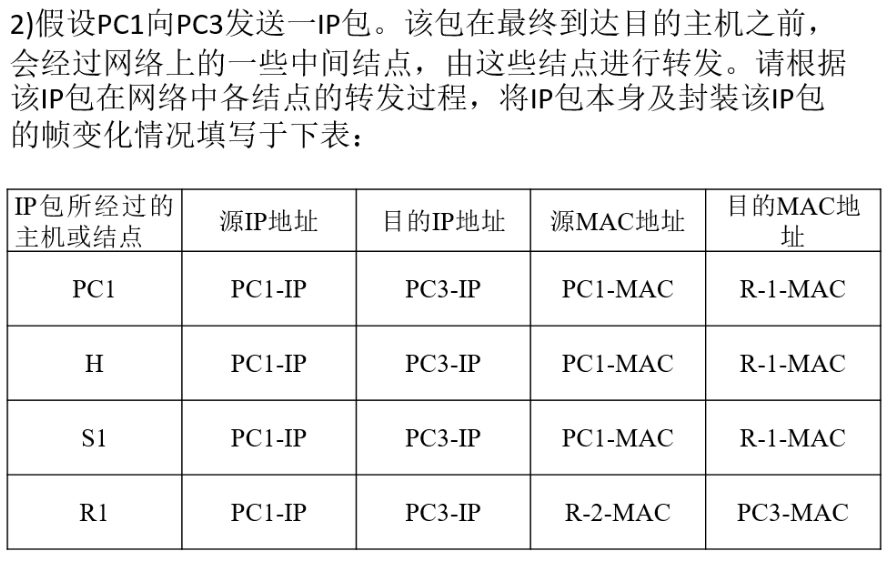 2)假设PC1向PC3发送一IP包。该包在最终到达目的主机之前，
会经过网络上的一些中间结点，由这些结点进行转发。请根据
该IP包在网络中各结点的转发过程，将IP包本身及封装该IP包
的帧变化情况填写于下表：
IP包所经过的主机或结点 源IP地址 目的IP地址 源MAC地址 目的MAC地址
PC1 PC1-IP PC3-IP PC1-MAC R-1-MAC
H PC1-IP PC3-IP PC1-MAC R-1-MAC
S1 PC1-IP PC3-IP PC1-MAC R-1-MAC
R1 PC1-IP PC3-IP R-2-MAC PC3-MAC